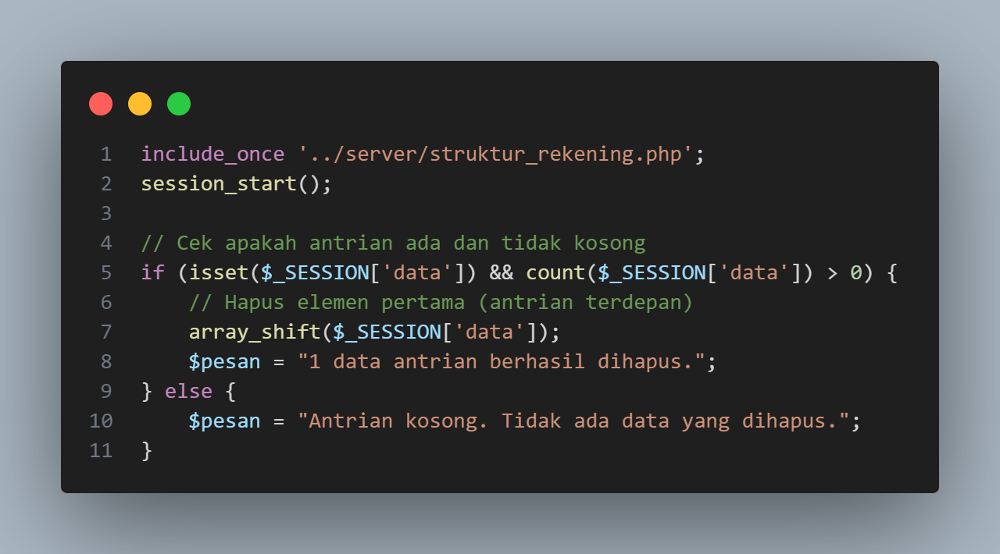 1 include_once '../server/struktur_rekening.php';
2 session_start();
3
4 // Cek apakah antrian ada dan tidak kosong
5 if (isset($_SESSION['data']) && count($_SESSION['data']) > 0) {
6     // Hapus elemen pertama (antrian terdepan)
7     array_shift($_SESSION['data']);
8     $pesan = "1 data antrian berhasil dihapus.";
9 } else {
10     $pesan = "Antrian kosong. Tidak ada data yang dihapus.";
11 }